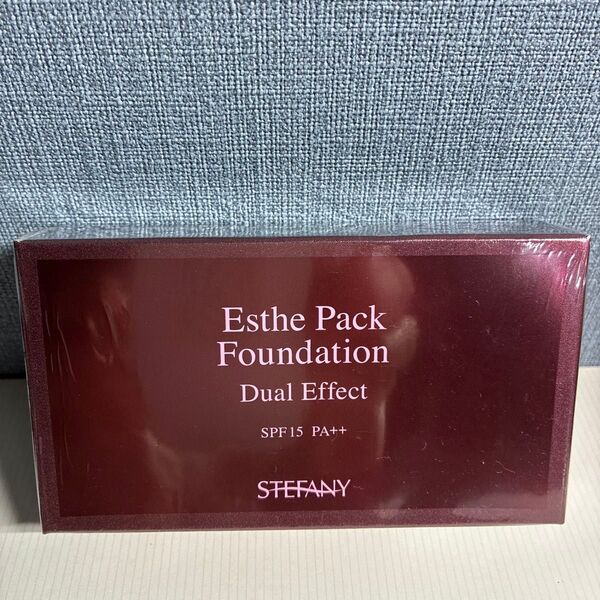 Esthe Pack
Foundation
Dual Effect
SPF15 PA++
STEFANY